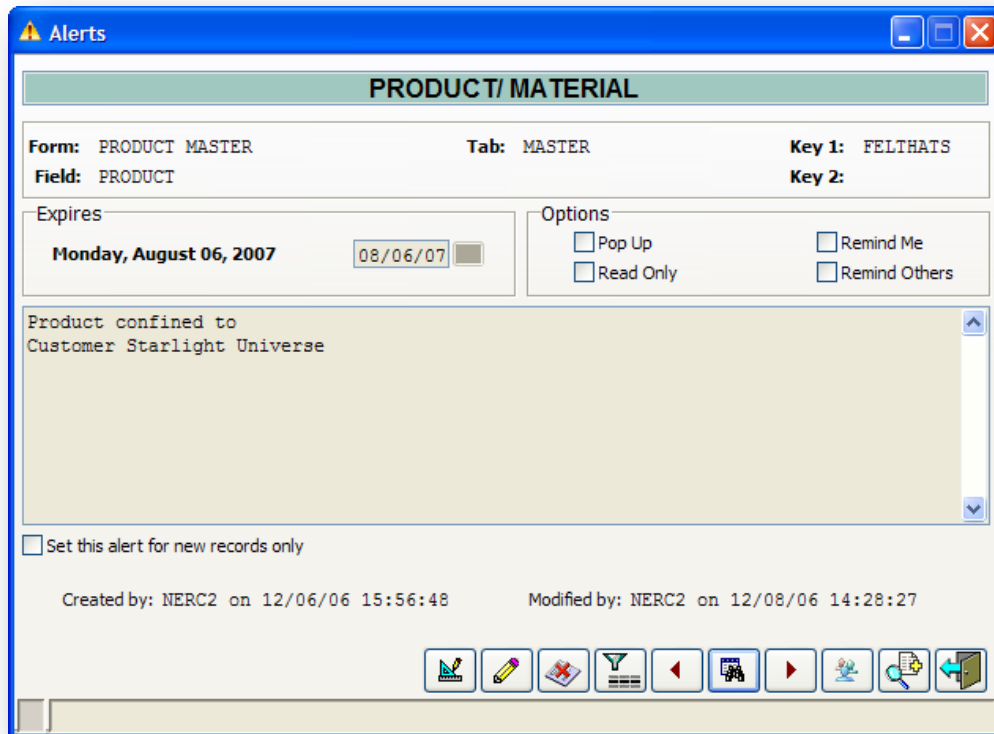 Alerts
PRODUCT/ MATERIAL
Form: PRODUCT MASTER Tab: MASTER Key 1: FELTHATS
Field: PRODUCT Key 2:
Expires
Monday, August 06, 2007 08/06/07
Options
Pop Up Remind Me
Read Only Remind Others
Product confined to
Customer Starlight Universe
Set this alert for new records only
Created by: NERC2 on 12/06/06 15:56:48 Modified by: NERC2 on 12/08/06 14:28:27